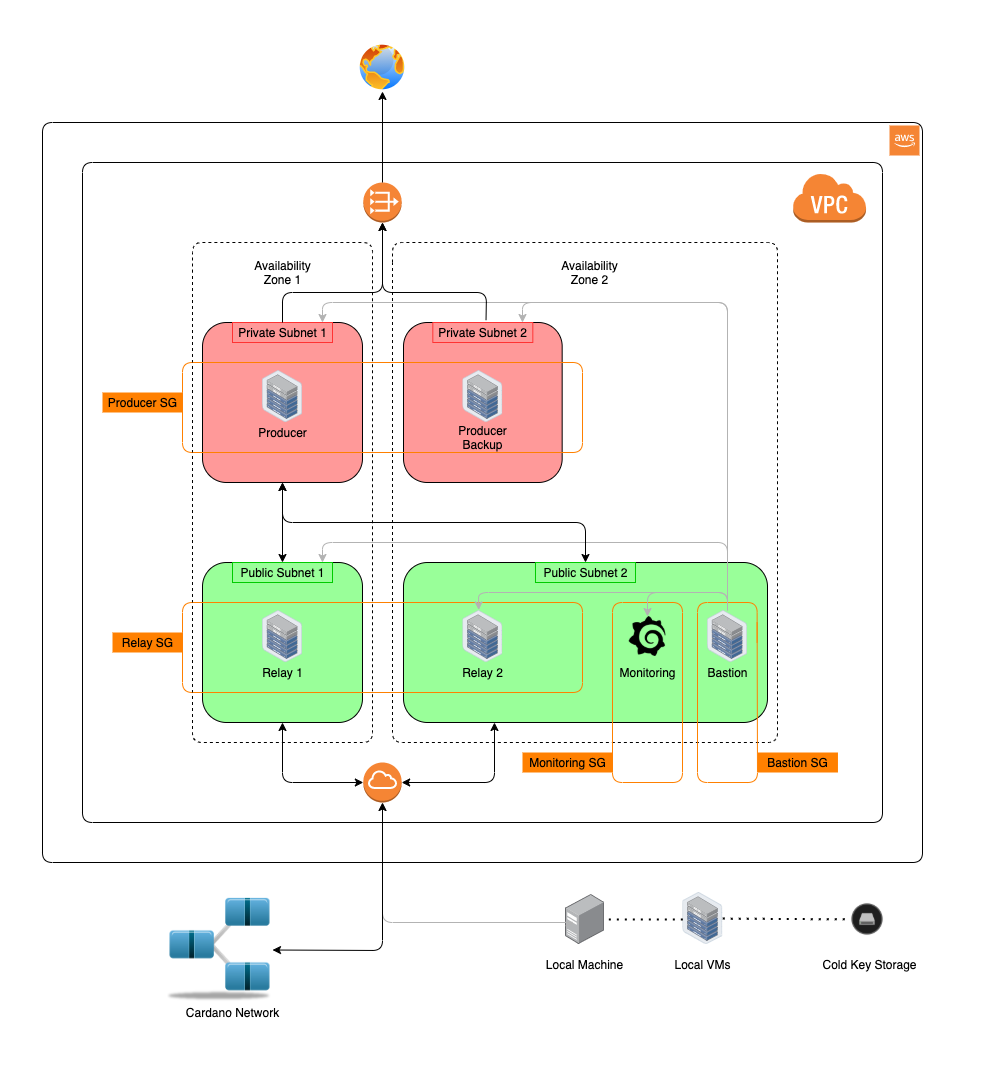 aws
VPC
Availability
Zone 1
Availability
Zone 2
Private Subnet 1
Private Subnet 2
Producer SG
Producer
Producer
Backup
Public Subnet 1
Public Subnet 2
Relay SG
Relay 1
Relay 2
Monitoring
Bastion
Monitoring SG
Bastion SG
Local Machine
Local VMs
Cold Key Storage
Cardano Network